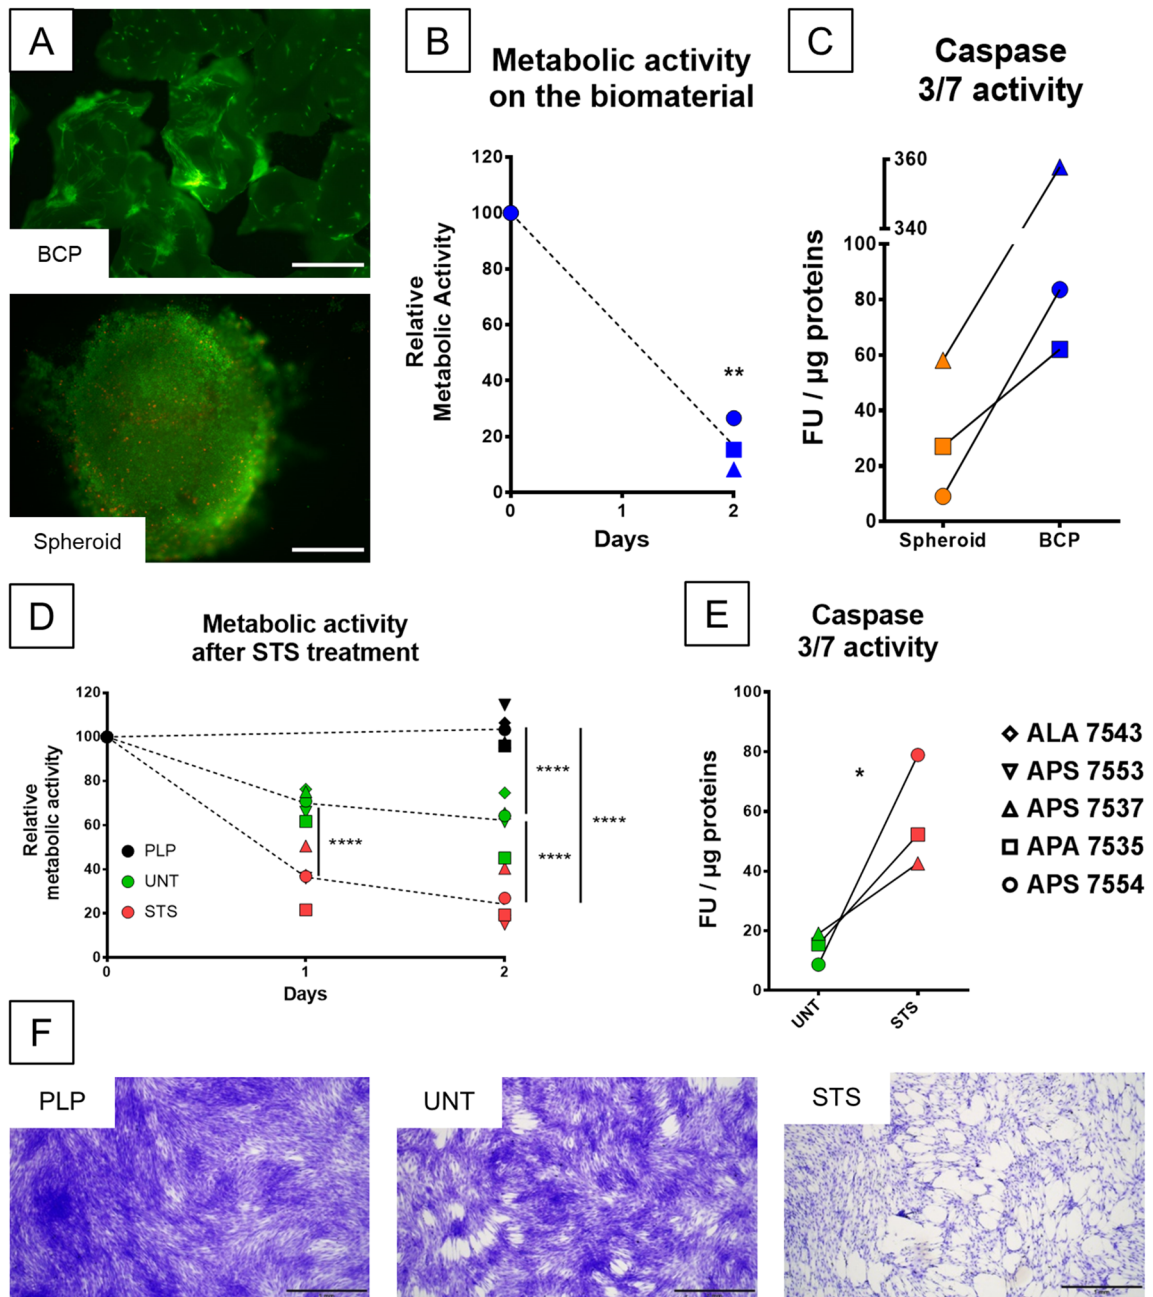 A
BCP
Spheroid
B
Metabolic activity
on the biomaterial
120
100
80
60
40
20
0
Relative
Metabolic Activity
**
0
1
2
Days
C
Caspase
3/7 activity
360
340
100
80
60
40
20
0
FU / µg proteins
Spheroid
BCP
D
Metabolic activity
after STS treatment
120
100
80
60
40
20
0
Relative
metabolic activity
PLP
UNT
STS
****
****
****
****
0
1
2
Days
E
Caspase
3/7 activity
100
80
60
40
20
0
FU / µg proteins
*
UNT
STS
ALA 7543
APS 7553
APS 7537
APA 7535
APS 7554
F
PLP
UNT
STS